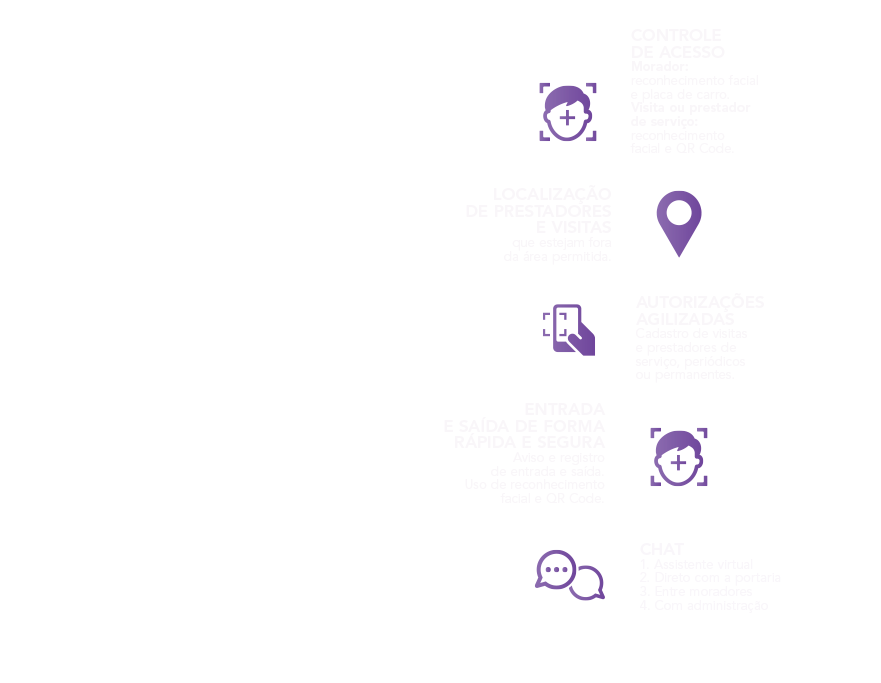 CONTROLE
DE ACESSO
Morador:
reconhecimento facial
e placa de carro.
Visita ou prestador
de serviço:
reconhecimento
facial e QR Code.
LOCALIZAÇÃO
DE PRESTADORES
E VISITAS
que estejam fora
da área permitida.
AUTORIZAÇÕES
AGILIZADAS
Cadastro de visitas
e prestadores de
serviço, periódicos
ou permanentes.
ENTRADA
E SAÍDA DE FORMA
RÁPIDA E SEGURA
Aviso e registro
de entrada e saída.
Uso de reconhecimento
facial e QR Code.
CHAT
1. Assistente virtual
2. Direto com a portaria
3. Entre moradores
4. Com administração